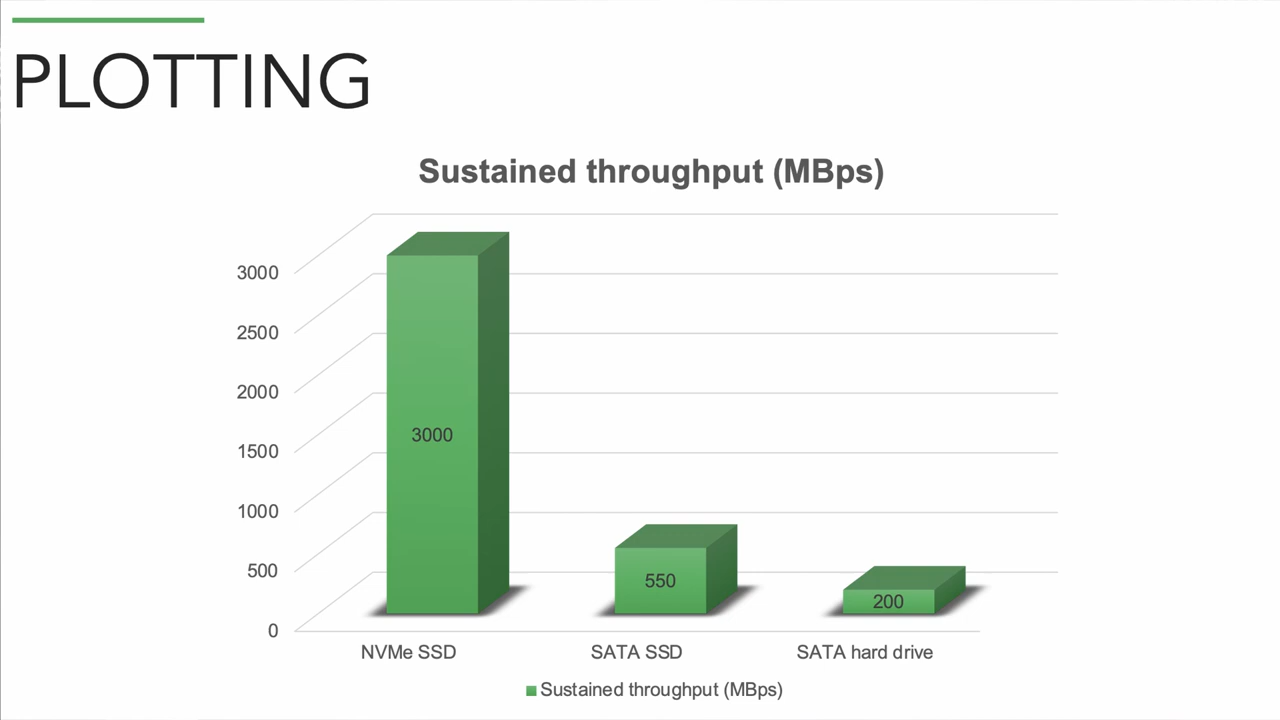 PLOTTING
Sustained throughput (MBps)
3000
2500
2000
1500
1000
500
0
3000
550
200
NVMe SSD
SATA SSD
SATA hard drive
Sustained throughput (MBps)